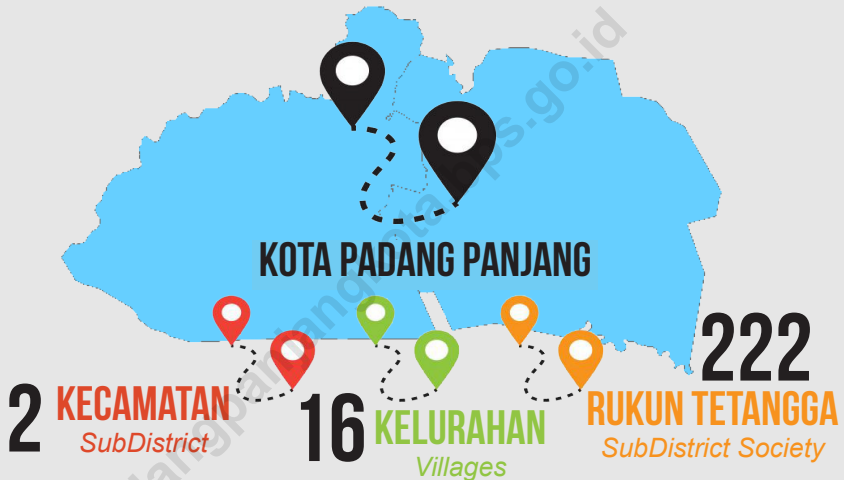 KOTA PADANG PANJANG
2 KECAMATAN
SubDistrict
16 KELURAHAN
Villages
222
RUKUN TETANGGA
SubDistrict Society